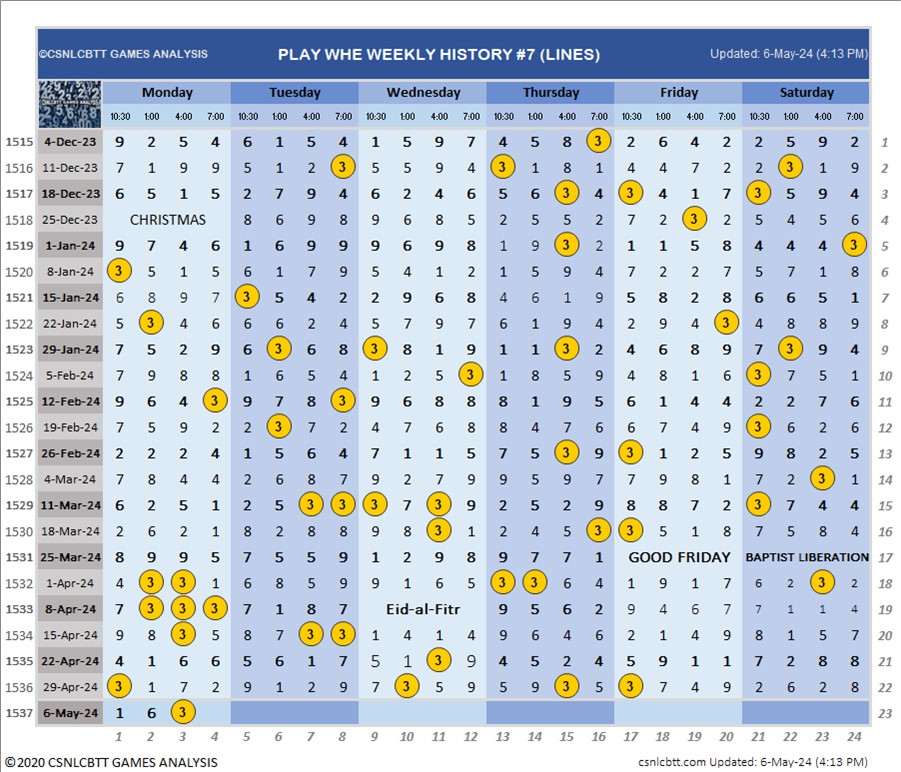 ©CSNLCBTT GAMES ANALYSIS PLAY WHE WEEKLY HISTORY #7 (LINES) Updated: 6-May-24 (4:13 PM)
Monday Tuesday Wednesday Thursday Friday Saturday
10:30 1:00 4:00 7:00 10:30 1:00 4:00 7:00 10:30 1:00 4:00 7:00 10:30 1:00 4:00 7:00 10:30 1:00 4:00 7:00 10:30 1:00 4:00 7:00
1515 4-Dec-23 9 2 5 4 6 1 5 4 1 5 9 7 4 5 8 3 2 6 4 2 2 5 9 2 1
1516 11-Dec-23 7 1 9 9 5 1 2 3 5 5 9 4 3 1 8 1 4 4 7 2 2 3 1 9 2
1517 18-Dec-23 6 5 1 5 2 7 9 4 6 2 4 6 5 6 3 4 3 4 1 7 3 5 9 4 3
1518 25-Dec-23 CHRISTMAS 8 6 9 8 9 6 8 5 2 5 5 2 7 2 3 2 5 4 5 6 4
1519 1-Jan-24 9 7 4 6 1 6 9 9 9 6 9 8 1 9 3 2 1 1 5 8 4 4 4 3 5
1520 8-Jan-24 3 5 1 5 6 1 7 9 5 4 1 2 1 5 9 4 7 2 2 7 5 7 1 8 6
1521 15-Jan-24 6 8 9 7 3 5 4 2 2 9 6 8 4 6 1 9 5 8 2 8 6 6 5 1 7
1522 22-Jan-24 5 3 4 6 6 6 2 4 5 7 9 7 6 1 9 4 2 9 4 3 4 8 8 9 8
1523 29-Jan-24 7 5 2 9 6 3 6 8 3 8 1 9 1 1 3 2 4 6 8 9 7 3 9 4 9
1524 5-Feb-24 7 9 8 8 1 6 5 4 1 2 5 3 1 8 5 9 4 8 1 6 3 7 5 1 10
1525 12-Feb-24 9 6 4 3 9 7 8 3 9 6 8 8 8 1 9 5 6 1 4 4 2 2 7 6 11
1526 19-Feb-24 7 5 9 2 2 3 7 2 4 7 6 8 8 4 7 6 6 7 4 9 3 6 2 6 12
1527 26-Feb-24 2 2 2 4 1 5 6 4 7 1 1 5 7 5 3 9 3 1 2 5 9 8 2 5 13
1528 4-Mar-24 7 8 4 4 2 6 8 7 9 2 7 9 9 5 9 7 7 9 8 1 7 2 3 1 14
1529 11-Mar-24 6 2 5 1 2 5 3 3 3 7 3 9 2 5 2 9 8 8 7 2 3 7 4 4 15
1530 18-Mar-24 2 6 2 1 8 2 8 8 9 8 3 1 2 4 5 3 3 5 1 8 7 5 8 4 16
1531 25-Mar-24 8 9 9 5 7 5 5 9 1 2 9 8 9 7 7 1 GOOD FRIDAY BAPTIST LIBERATION 17
1532 1-Apr-24 4 3 3 1 6 8 5 9 9 1 6 5 3 3 6 4 1 9 1 7 6 2 3 2 18
1533 8-Apr-24 7 3 3 3 7 1 8 7 Eid-al-Fitr 9 5 6 2 9 4 6 7 7 1 1 4 19
1534 15-Apr-24 9 8 3 5 8 7 3 3 1 4 1 4 9 6 4 6 2 1 4 9 8 1 5 7 20
1535 22-Apr-24 4 1 6 6 5 6 1 7 5 1 3 9 4 5 2 4 5 9 1 1 7 2 8 8 21
1536 29-Apr-24 3 1 7 2 9 1 2 9 7 3 5 9 5 9 3 5 3 7 4 9 2 6 2 8 22
1537 6-May-24 1 6 3 23
1 2 3 4 5 6 7 8 9 10 11 12 13 14 15 16 17 18 19 20 21 22 23 24
©2020 CSNLCBTT GAMES ANALYSIS csnlcbtt.com Updated: 6-May-24 (4:13 PM)